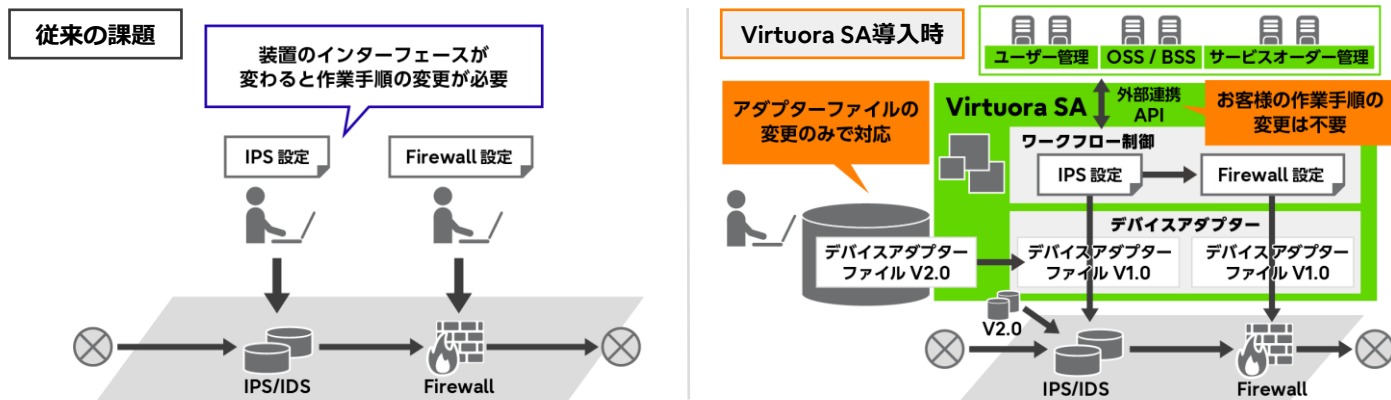 従来の課題
装置のインターフェースが
変わると作業手順の変更が必要
IPS 設定
Firewall 設定
IPS/IDS
Firewall
Virtuora SA導入時
ユーザー管理
OSS / BSS
サービスオーダー管理
アダプターファイルの
変更のみで対応
Virtuora SA
外部連携
API
お客様の作業手順の
変更は不要
ワークフロー制御
IPS 設定
Firewall 設定
デバイスアダプター
デバイスアダプター
ファイル V2.0
デバイスアダプター
ファイル V1.0
デバイスアダプター
ファイル V1.0
V2.0
IPS/IDS
Firewall